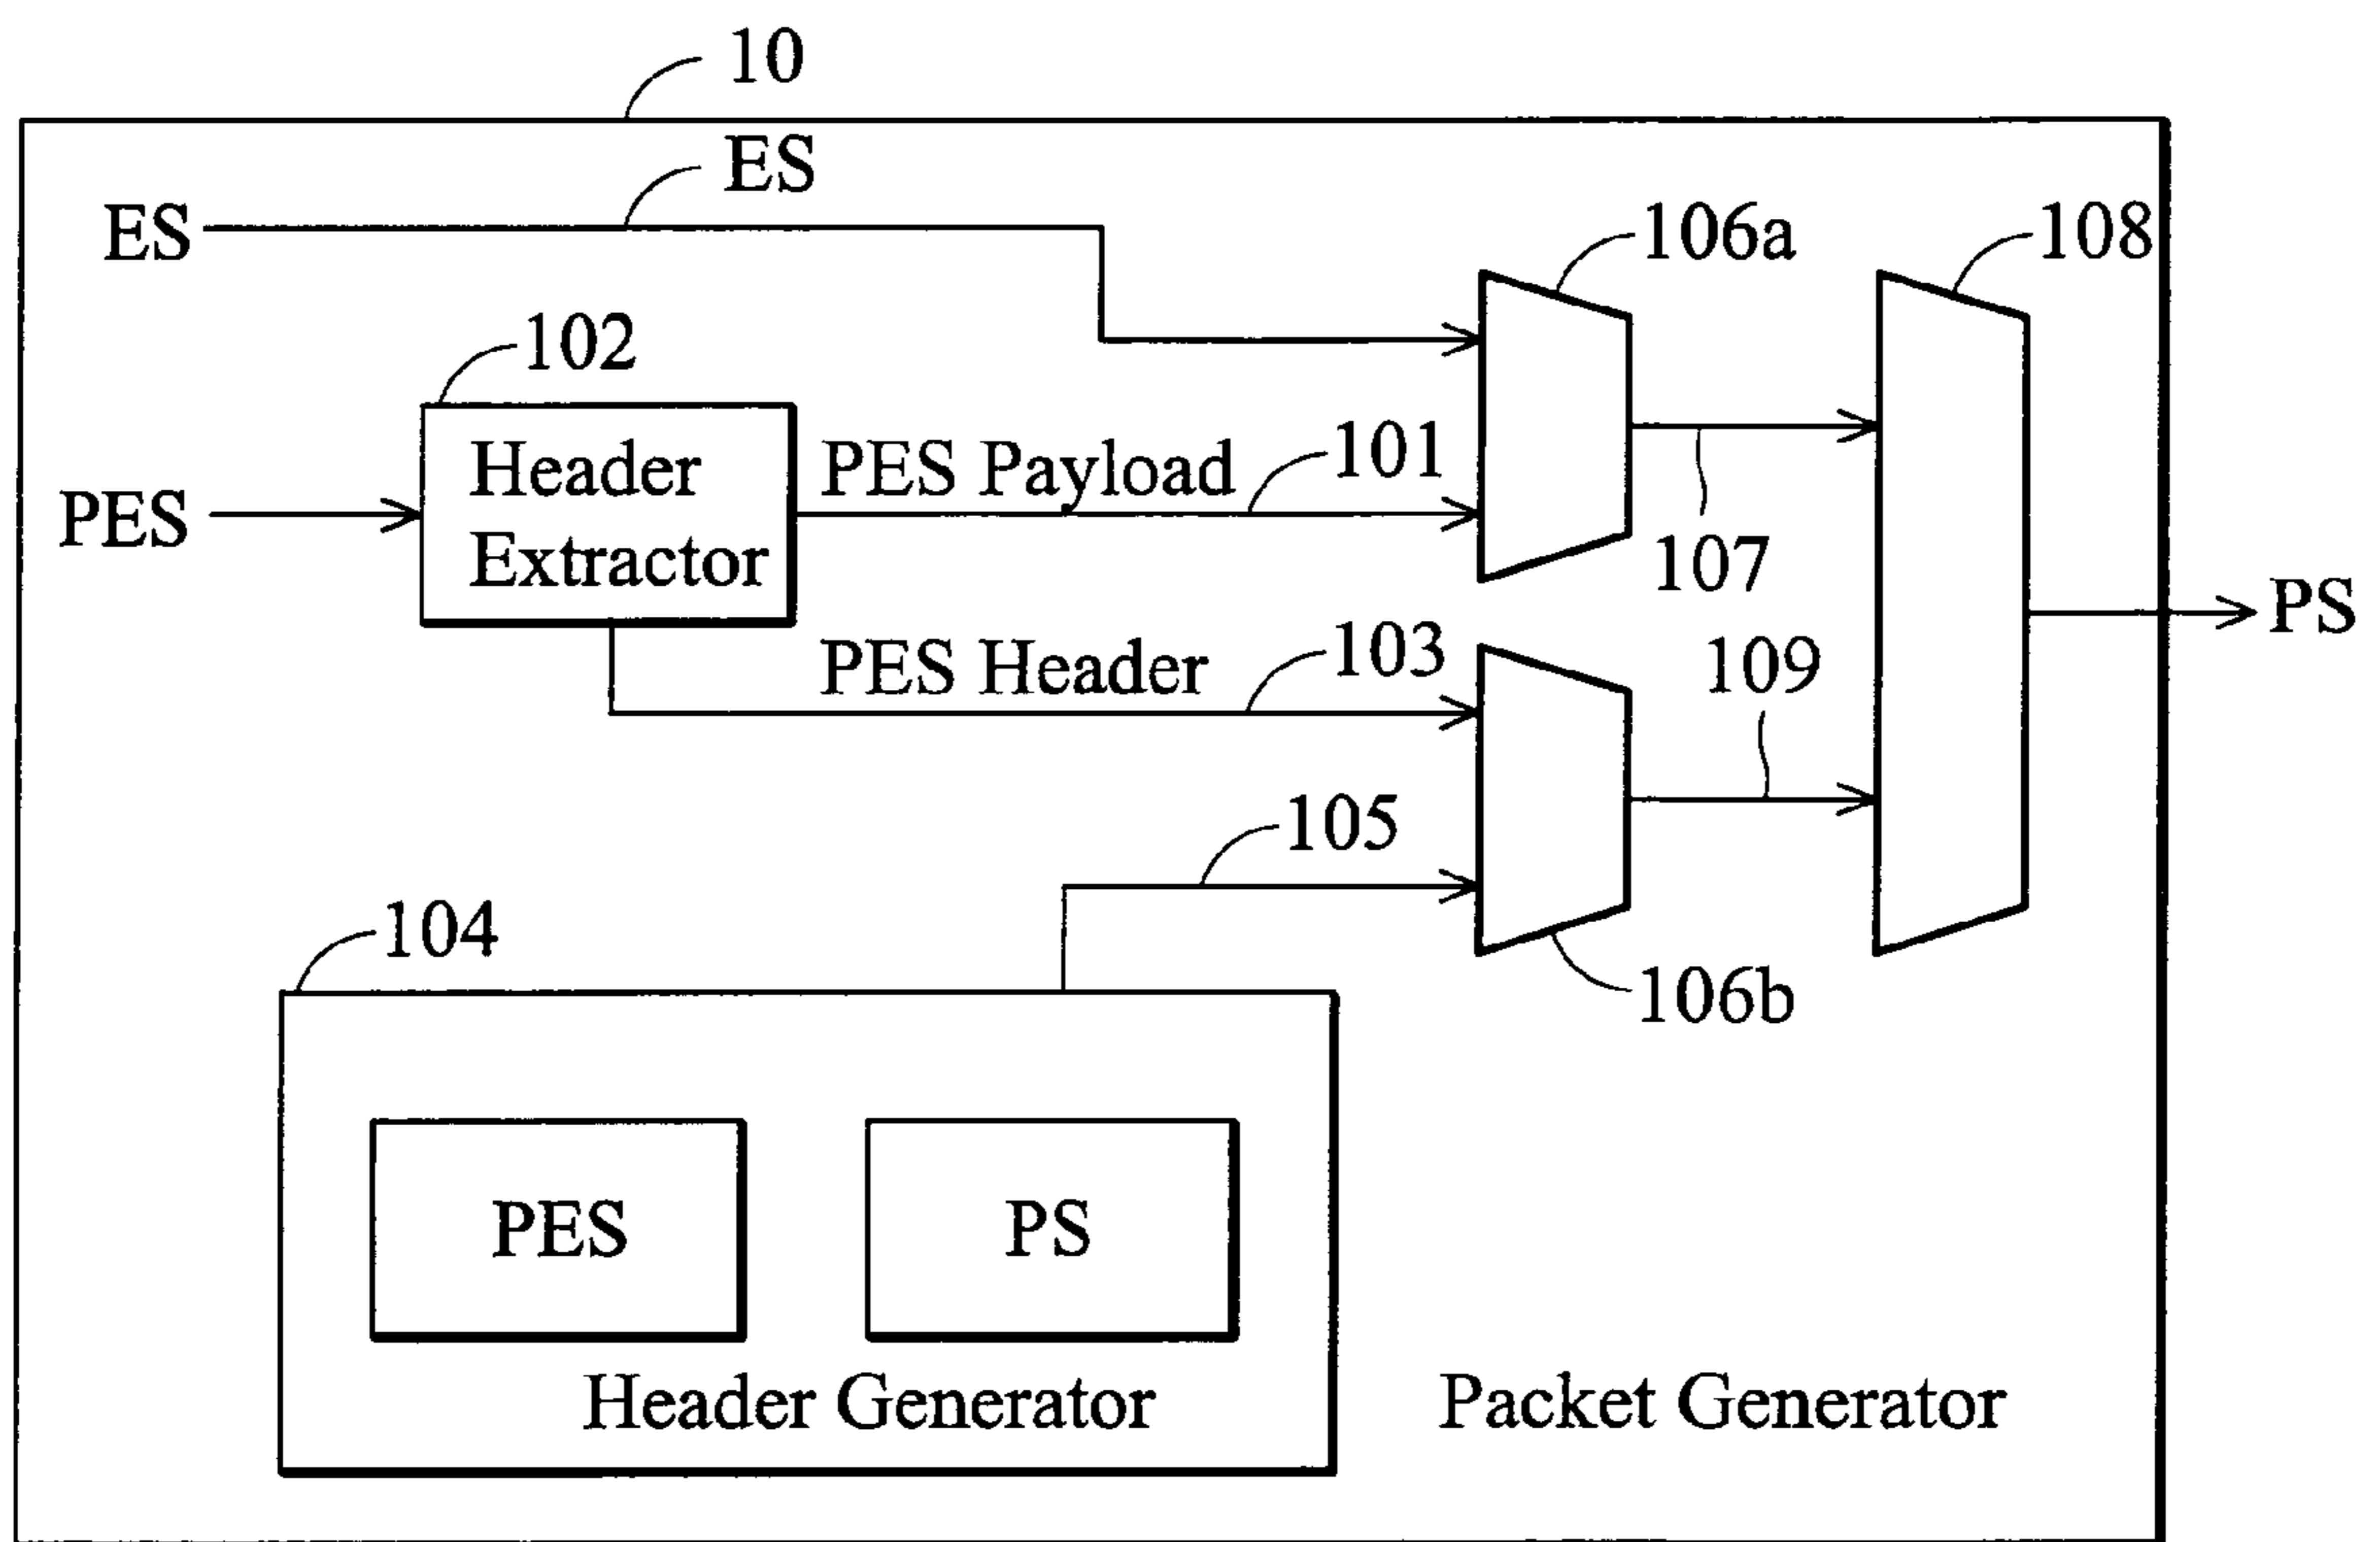 10
ES
ES
106a
108
102
Header
Extractor
PES Payload
101
PES
107
PS
PES Header
103
109
105
104
106b
PES
PS
Header Generator
Packet Generator